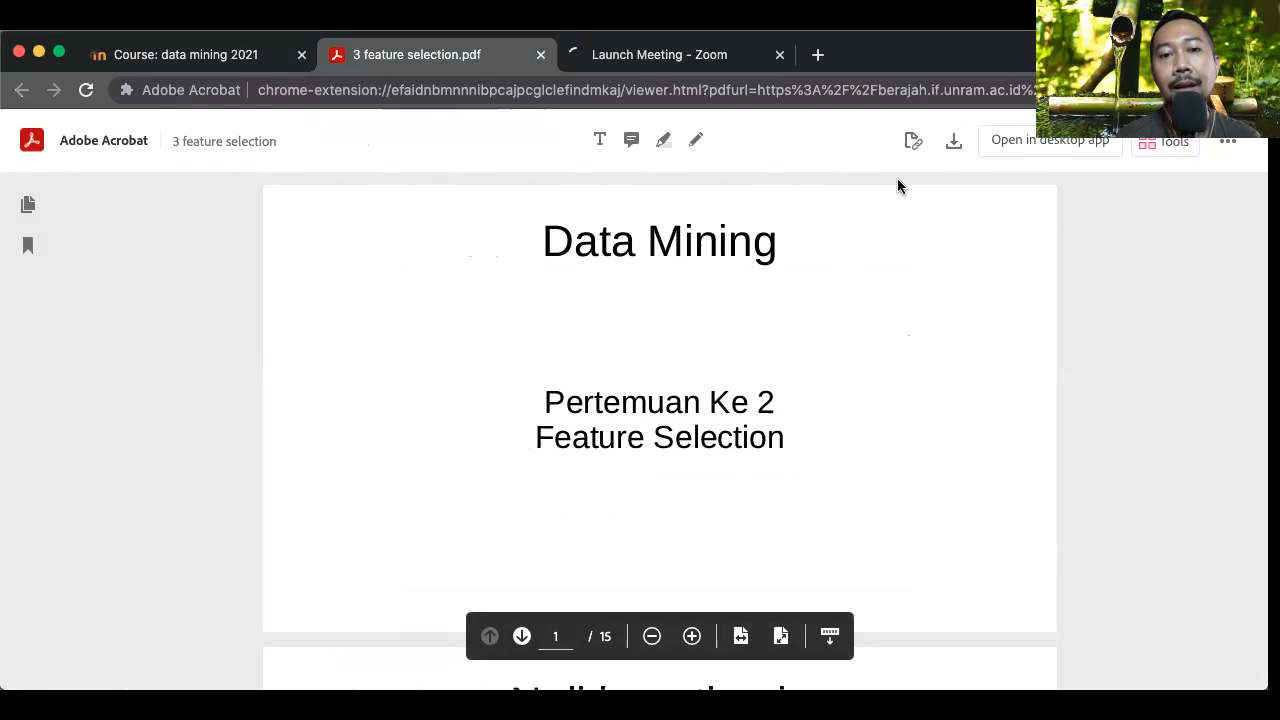 Course: data mining 2021
3 feature selection.pdf
Launch Meeting - Zoom
Adobe Acrobat
chrome-extension://efaidnbmnnnibpcajpcglclefindmkaj/viewer.html?pdfurl=https%3A%2F%2Fberajah.if.unram.ac.id%
Adobe Acrobat
3 feature selection
Open in desktop app
Tools
Data Mining
Pertemuan Ke 2
Feature Selection
1 / 15